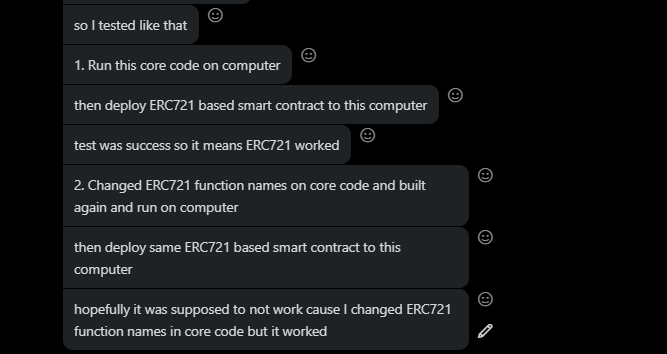 so I tested like that
1. Run this core code on computer
then deploy ERC721 based smart contract to this computer
test was success so it means ERC721 worked
2. Changed ERC721 function names on core code and built
again and run on computer
then deploy same ERC721 based smart contract to this
computer
hopefully it was supposed to not work cause I changed ERC721
function names in core code but it worked